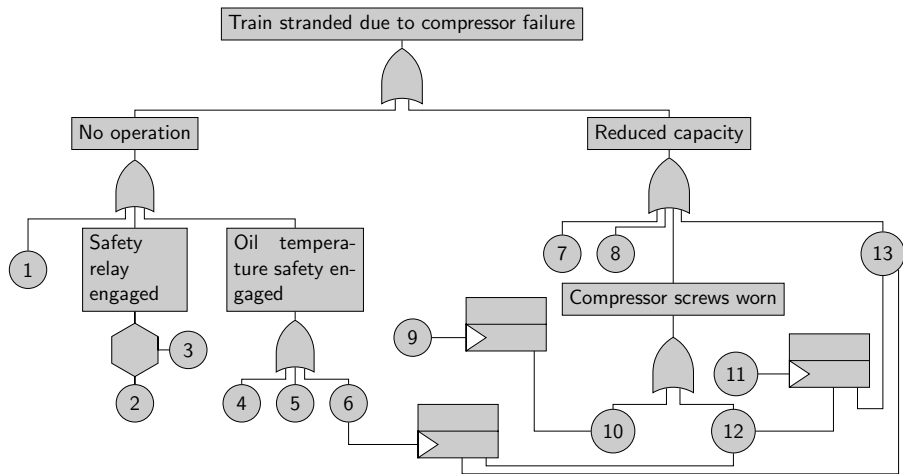 Train stranded due to compressor failure
No operation
Reduced capacity
Safety
relay
engaged
Oil tempera-
ture safety en-
gaged
1
7
8
13
Compressor screws worn
3
9
11
2
4
5
6
10
12